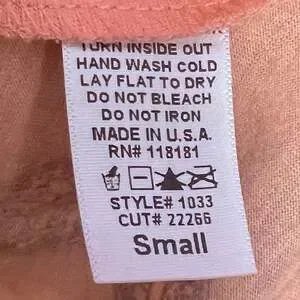 TURN INSIDE OUT
HAND WASH COLD
LAY FLAT TO DRY
DO NOT BLEACH
DO NOT IRON
MADE IN U.S.A.
RN# 118181
STYLE# 1033
CUT# 22266
Small